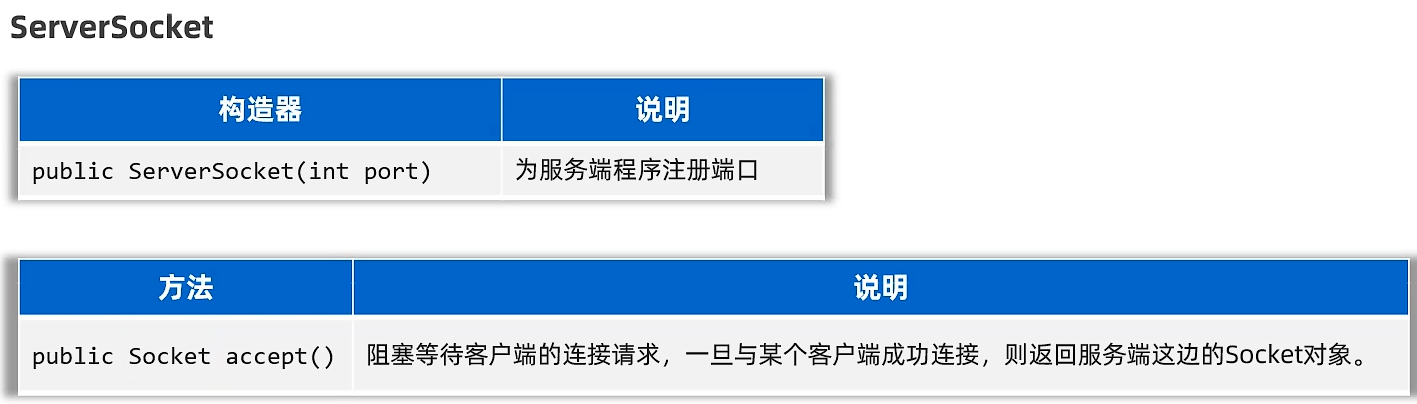 ServerSocket
构造器 说明
public ServerSocket(int port) 为服务端程序注册端口
方法 说明
public Socket accept() 阻塞等待客户端的连接请求，一旦与某个客户端成功连接，则返回服务端这边的Socket对象。